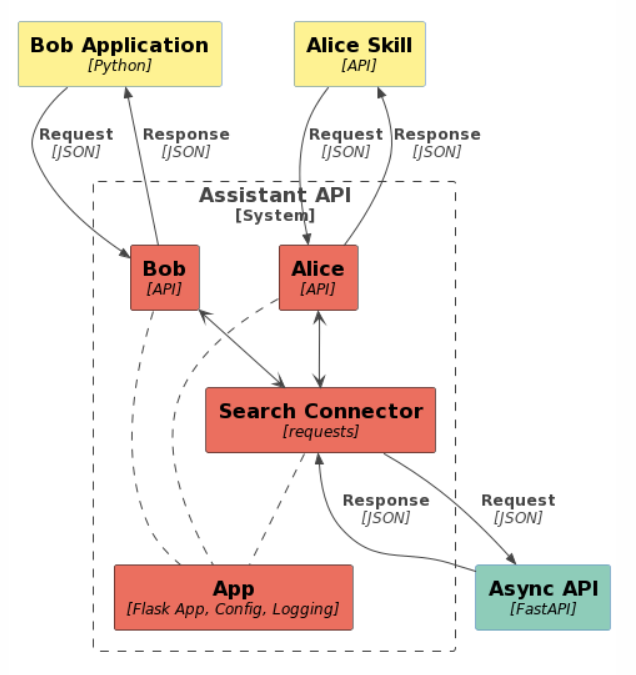 Bob Application
[Python]
Alice Skill
[API]
Request
[JSON]
Response
[JSON]
Request
[JSON]
Response
[JSON]
Assistant API
[System]
Bob
[API]
Alice
[API]
Search Connector
[requests]
Response
[JSON]
Request
[JSON]
App
[Flask App, Config, Logging]
Async API
[FastAPI]